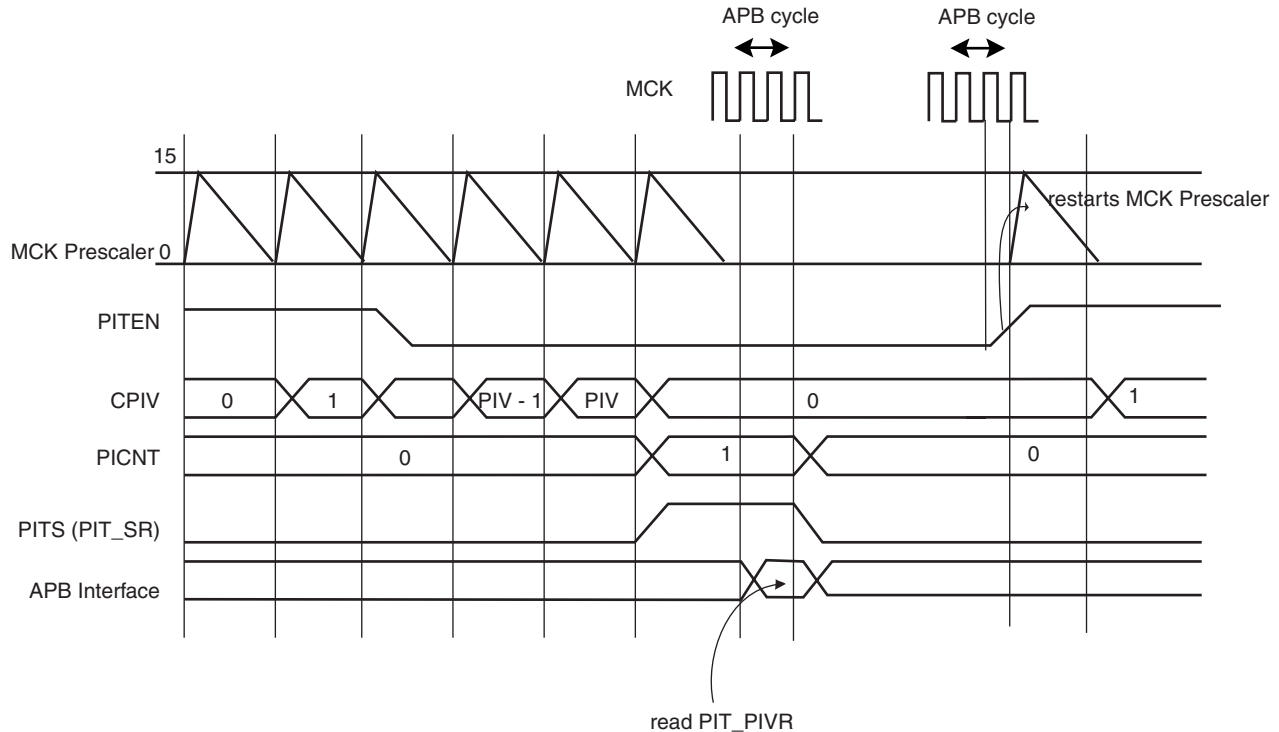 APB cycle
APB cycle
MCK
15
restarts MCK Prescaler
MCK Prescaler 0
PITEN
CPIV 0 1 PIV - 1 PIV 0 1
PICNT 0 1 0
PITS (PIT_SR)
APB Interface
read PIT_PIVR